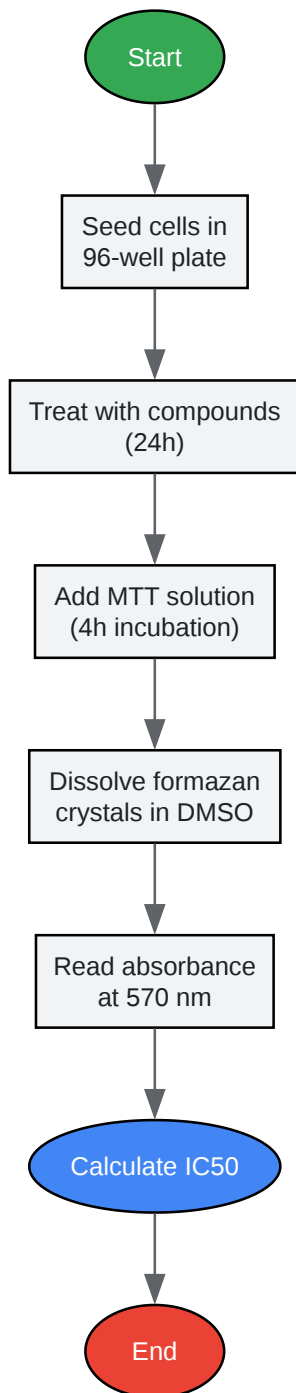 Start
Seed cells in
96-well plate
Treat with compounds
(24h)
Add MTT solution
(4h incubation)
Dissolve formazan
crystals in DMSO
Read absorbance
at 570 nm
Calculate IC50
End